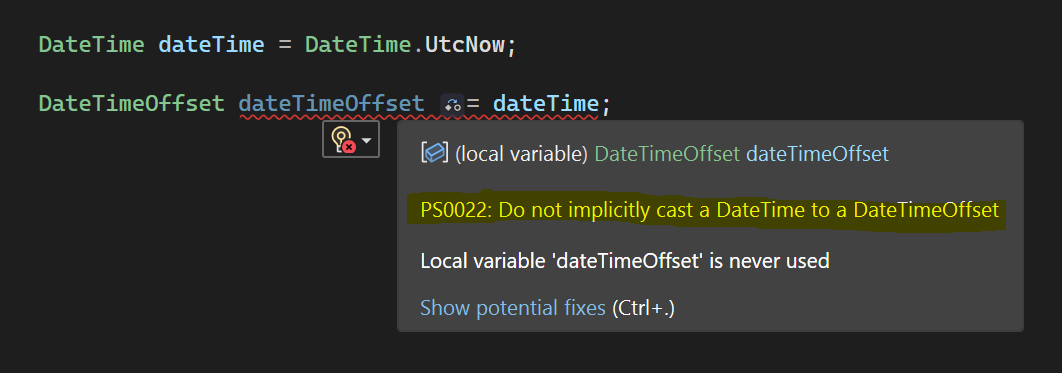 DateTime dateTime = DateTime.UtcNow;
DateTimeOffset dateTimeOffset = dateTime;
(local variable) DateTimeOffset dateTimeOffset
PS0022: Do not implicitly cast a DateTime to a DateTimeOffset
Local variable 'dateTimeOffset' is never used
Show potential fixes (Ctrl+.)